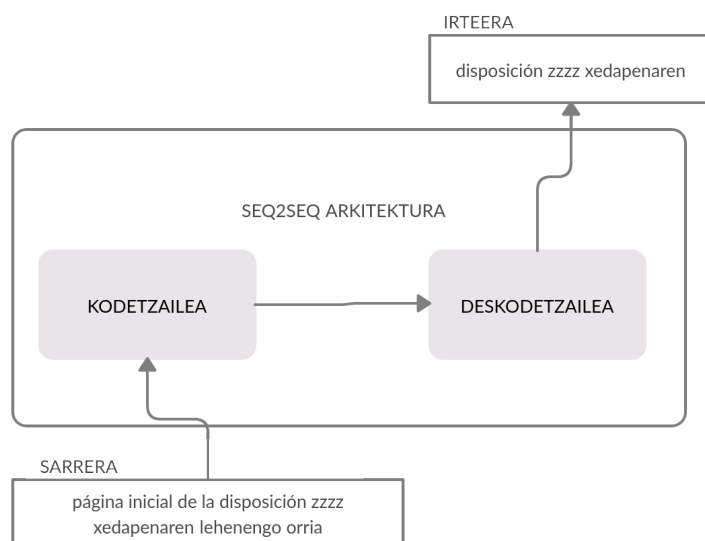 IRTEERA
disposición zzzz xedapenaren
SEQ2SEQ ARKITEKTURA
KODETZAILEA
DESKODETZAILEA
SARRERA
página inicial de la disposición zzzz
xedapenaren lehenengo orria